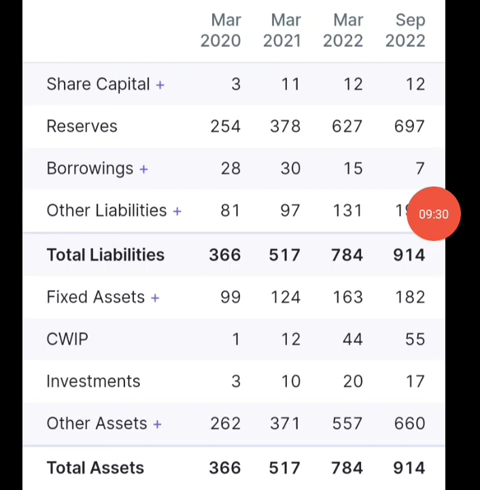 Mar Mar Mar Sep
2020 2021 2022 2022
Share Capital + 3 11 12 12
Reserves 254 378 627 697
Borrowings + 28 30 15 7
Other Liabilities + 81 97 131
09:30
Total Liabilities 366 517 784 914
Fixed Assets + 99 124 163 182
CWIP 1 12 44 55
Investments 3 10 20 17
Other Assets + 262 371 557 660
Total Assets 366 517 784 914